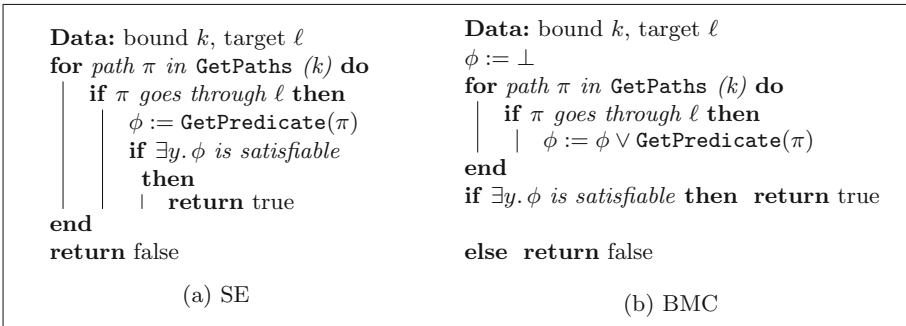 Data: bound k, target ℓ
for path π in GetPaths (k) do
if π goes through ℓ then
ϕ := GetPredicate(π)
if ∃y. ϕ is satisfiable
then
return true
end
return false
(a) SE
Data: bound k, target ℓ
ϕ := ⊥
for path π in GetPaths (k) do
if π goes through ℓ then
ϕ := ϕ ∨ GetPredicate(π)
end
if ∃y. ϕ is satisfiable then return true
else return false
(b) BMC